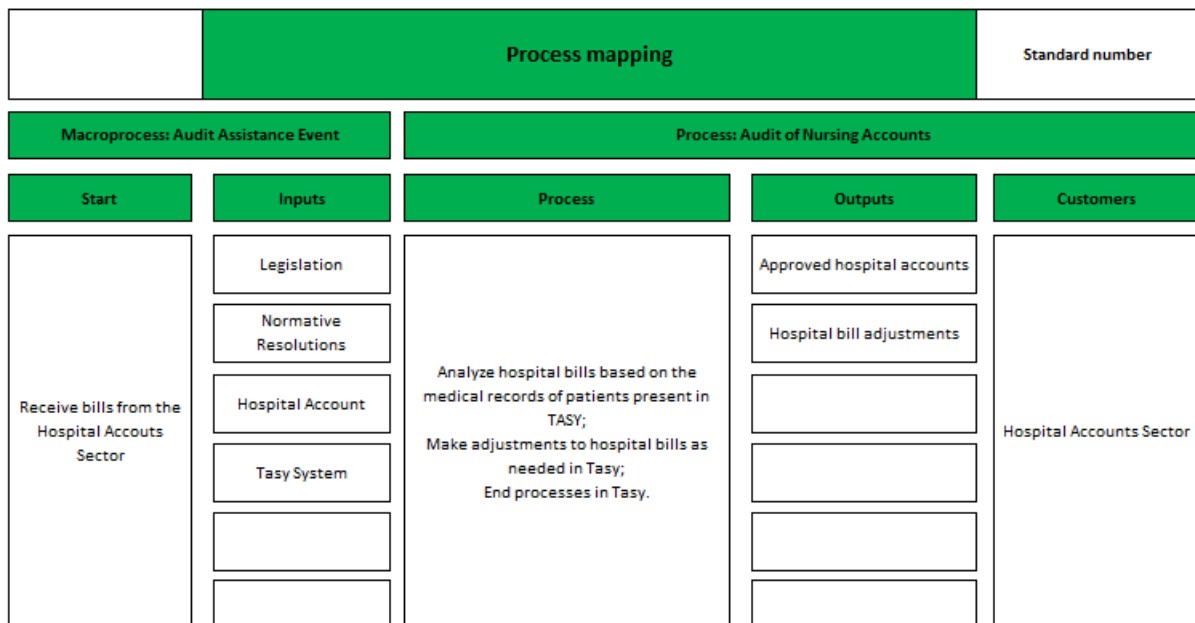 Process mapping
Standard number
Macroprocess: Audit Assistance Event
Process: Audit of Nursing Accounts
Start
Inputs
Process
Outputs
Customers
Receive bills from the
Hospital Accouts
Sector
Legislation
Normative
Resolutions
Hospital Account
Tasy System
Analyze hospital bills based on the
medical records of patients present in
TASY;
Make adjustments to hospital bills as
needed in Tasy;
End processes in Tasy.
Approved hospital accounts
Hospital bill adjustments
Hospital Accounts Sector